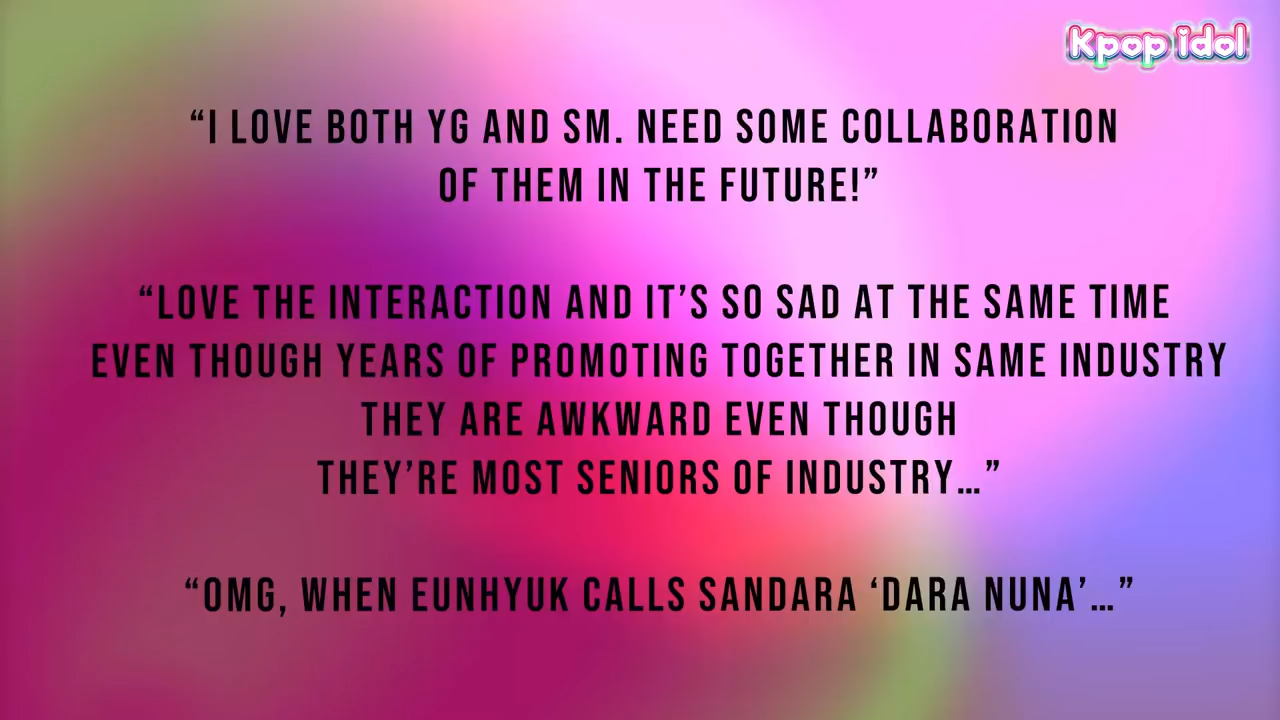 Kpop idol
“I LOVE BOTH YG AND SM. NEED SOME COLLABORATION
OF THEM IN THE FUTURE!”
“LOVE THE INTERACTION AND IT’S SO SAD AT THE SAME TIME
EVEN THOUGH YEARS OF PROMOTING TOGETHER IN SAME INDUSTRY
THEY ARE AWKWARD EVEN THOUGH
THEY’RE MOST SENIORS OF INDUSTRY…”
“OMG, WHEN EUNHYUK CALLS SANDARA ‘DARA NUNA’…”